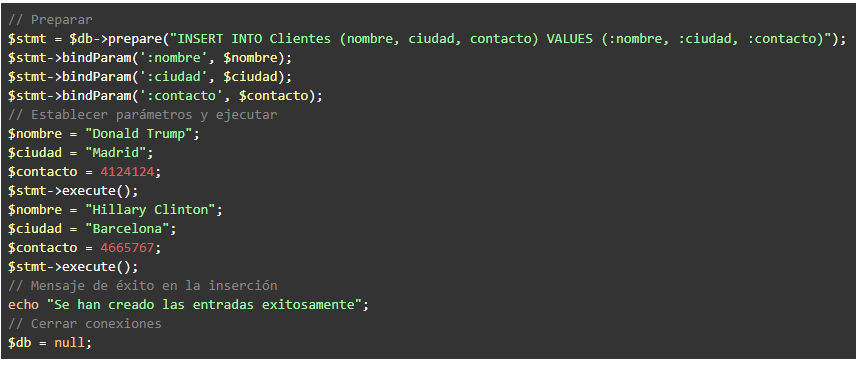 // Preparar
$stmt = $db->prepare("INSERT INTO Clientes (nombre, ciudad, contacto) VALUES (:nombre, :ciudad, :contacto)");
$stmt->bindParam(':nombre', $nombre);
$stmt->bindParam(':ciudad', $ciudad);
$stmt->bindParam(':contacto', $contacto);
// Establecer parámetros y ejecutar
$nombre = "Donald Trump";
$ciudad = "Madrid";
$contacto = 4124124;
$stmt->execute();
$nombre = "Hillary Clinton";
$ciudad = "Barcelona";
$contacto = 4665767;
$stmt->execute();
// Mensaje de éxito en la inserción
echo "Se han creado las entradas exitosamente";
// Cerrar conexiones
$db = null;